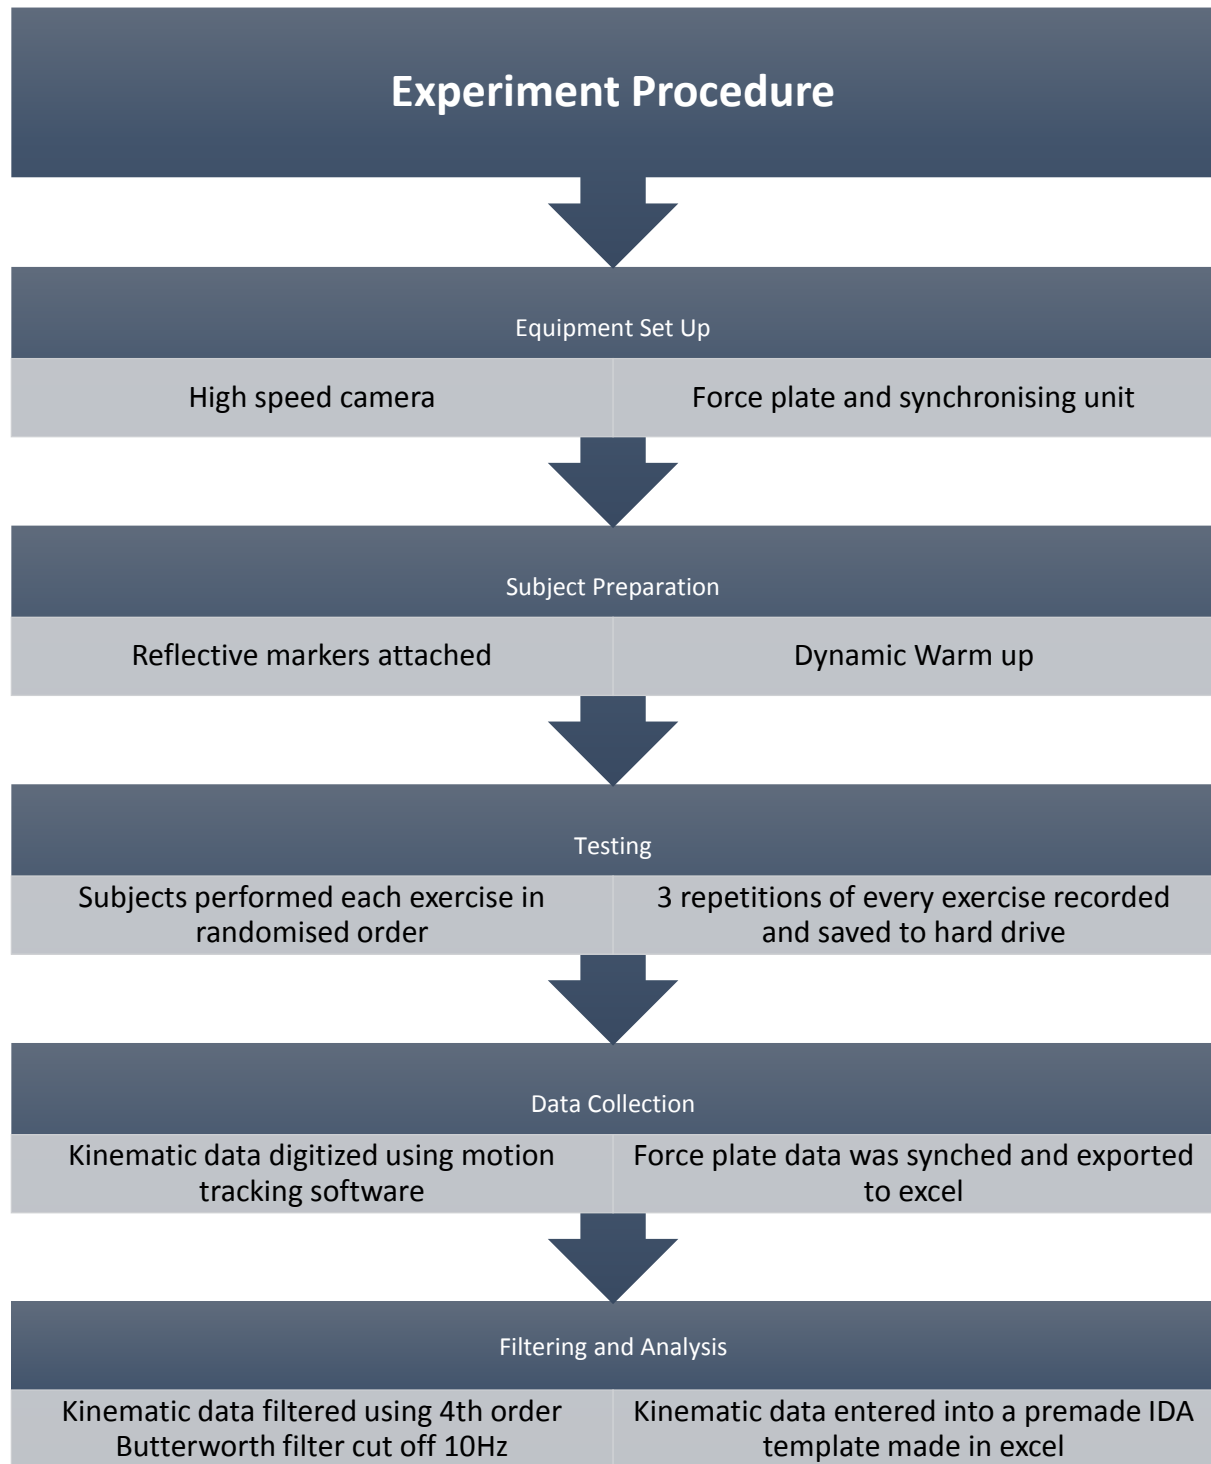 Experiment Procedure
Equipment Set Up
High speed camera
Force plate and synchronising unit
Subject Preparation
Reflective markers attached
Dynamic Warm up
Testing
Subjects performed each exercise in
randomised order
3 repetitions of every exercise recorded
and saved to hard drive
Data Collection
Kinematic data digitized using motion
tracking software
Force plate data was synched and exported
to excel
Filtering and Analysis
Kinematic data filtered using 4th order
Butterworth filter cut off 10Hz
Kinematic data entered into a premade IDA
template made in excel